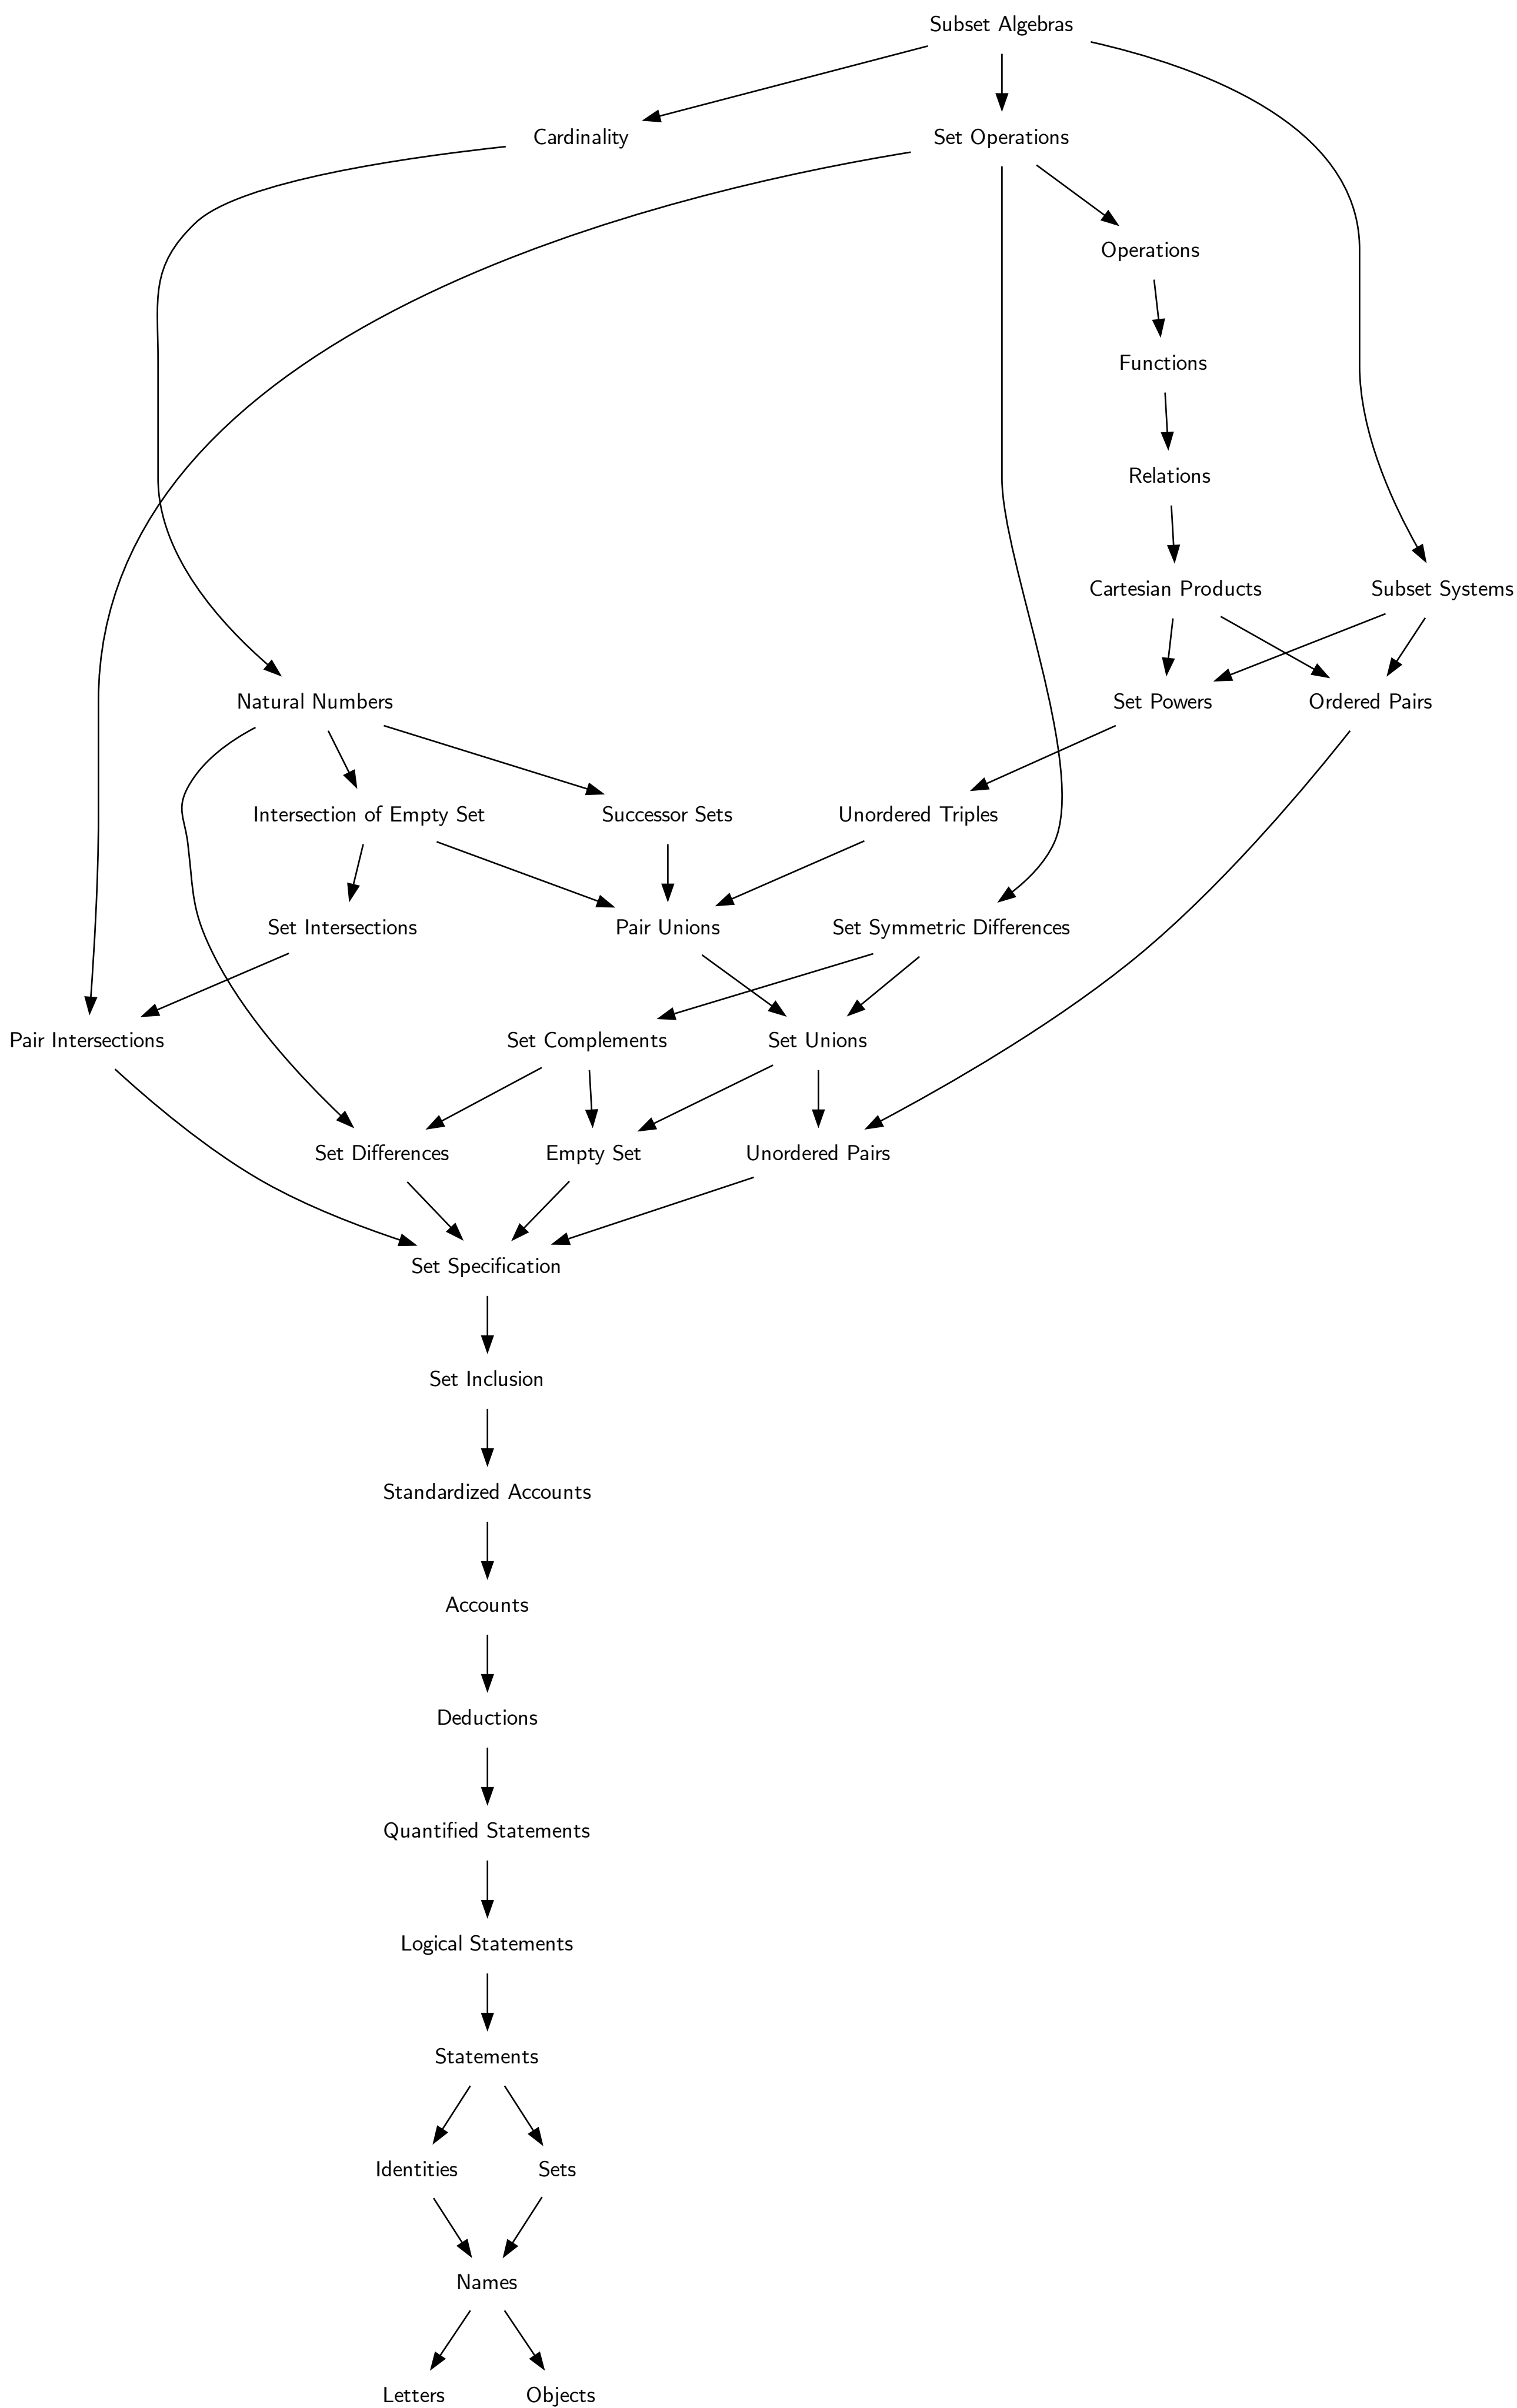 Subset Algebras
Cardinality
Set Operations
Operations
Functions
Relations
Cartesian Products
Subset Systems
Natural Numbers
Set Powers
Ordered Pairs
Intersection of Empty Set
Successor Sets
Unordered Triples
Set Intersections
Pair Unions
Set Symmetric Differences
Pair Intersections
Set Complements
Set Unions
Set Differences
Empty Set
Unordered Pairs
Set Specification
Set Inclusion
Standardized Accounts
Accounts
Deductions
Quantified Statements
Logical Statements
Statements
Identities
Sets
Names
Letters
Objects